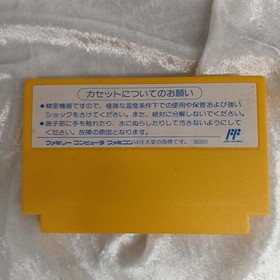 カセットについてのお願い
●精密機器ですので、極端な温度条件下での使用や保管および強い
ショックをさけてください。また、絶対に分解しないでください。
●端子部に手を触れたり、水にぬらしたりして汚さないようにして
ください。故障の原因となります。
ファミリーコンピュータ ファミコンは任天堂の商標です。